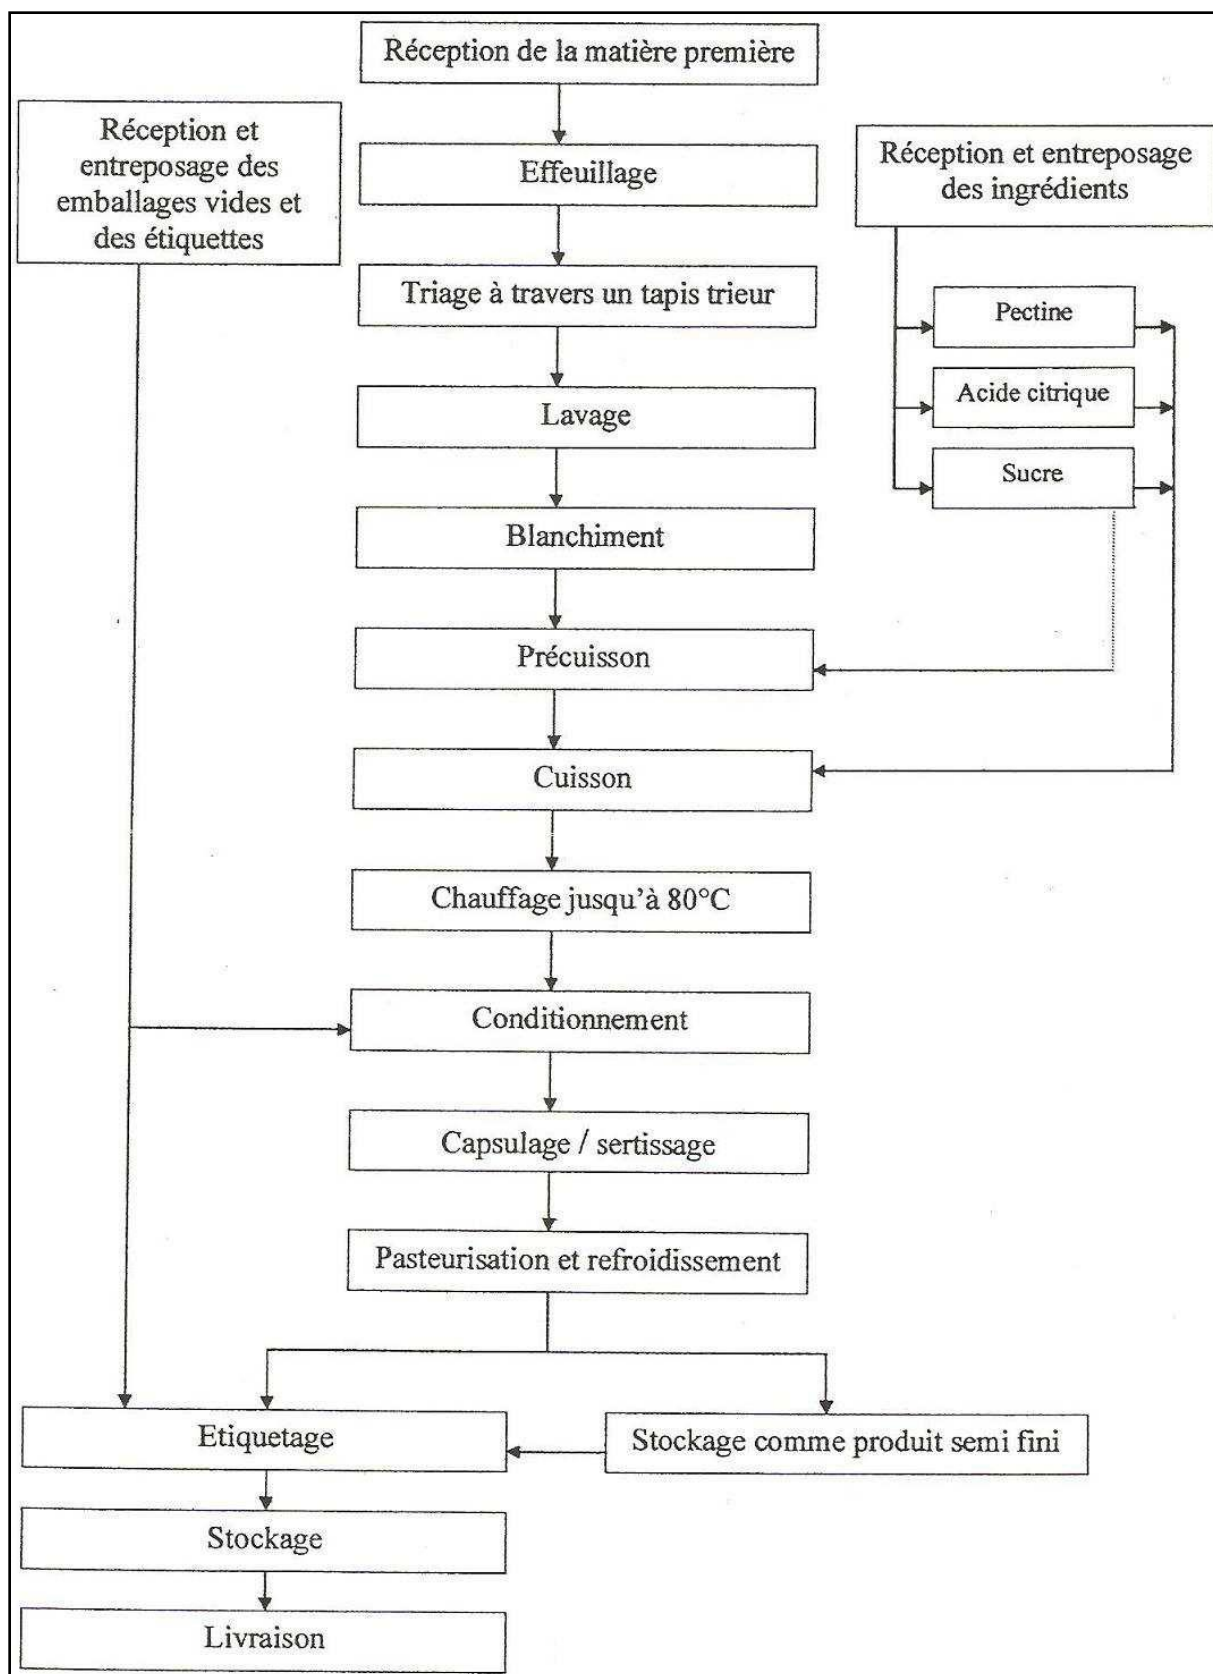 Réception de la matière première
Réception et
entreposage des
emballages vides et
des étiquettes
Effeuillage
Réception et entreposage
des ingrédients
Triage à travers un tapis trieur
Pectine
Acide citrique
Lavage
Sucre
Blanchiment
Précuisson
Cuisson
Chauffage jusqu'à 80°C
Conditionnement
Capsulage / sertissage
Pasteurisation et refroidissement
Etiquetage
Stockage comme produit semi fini
Stockage
Livraison